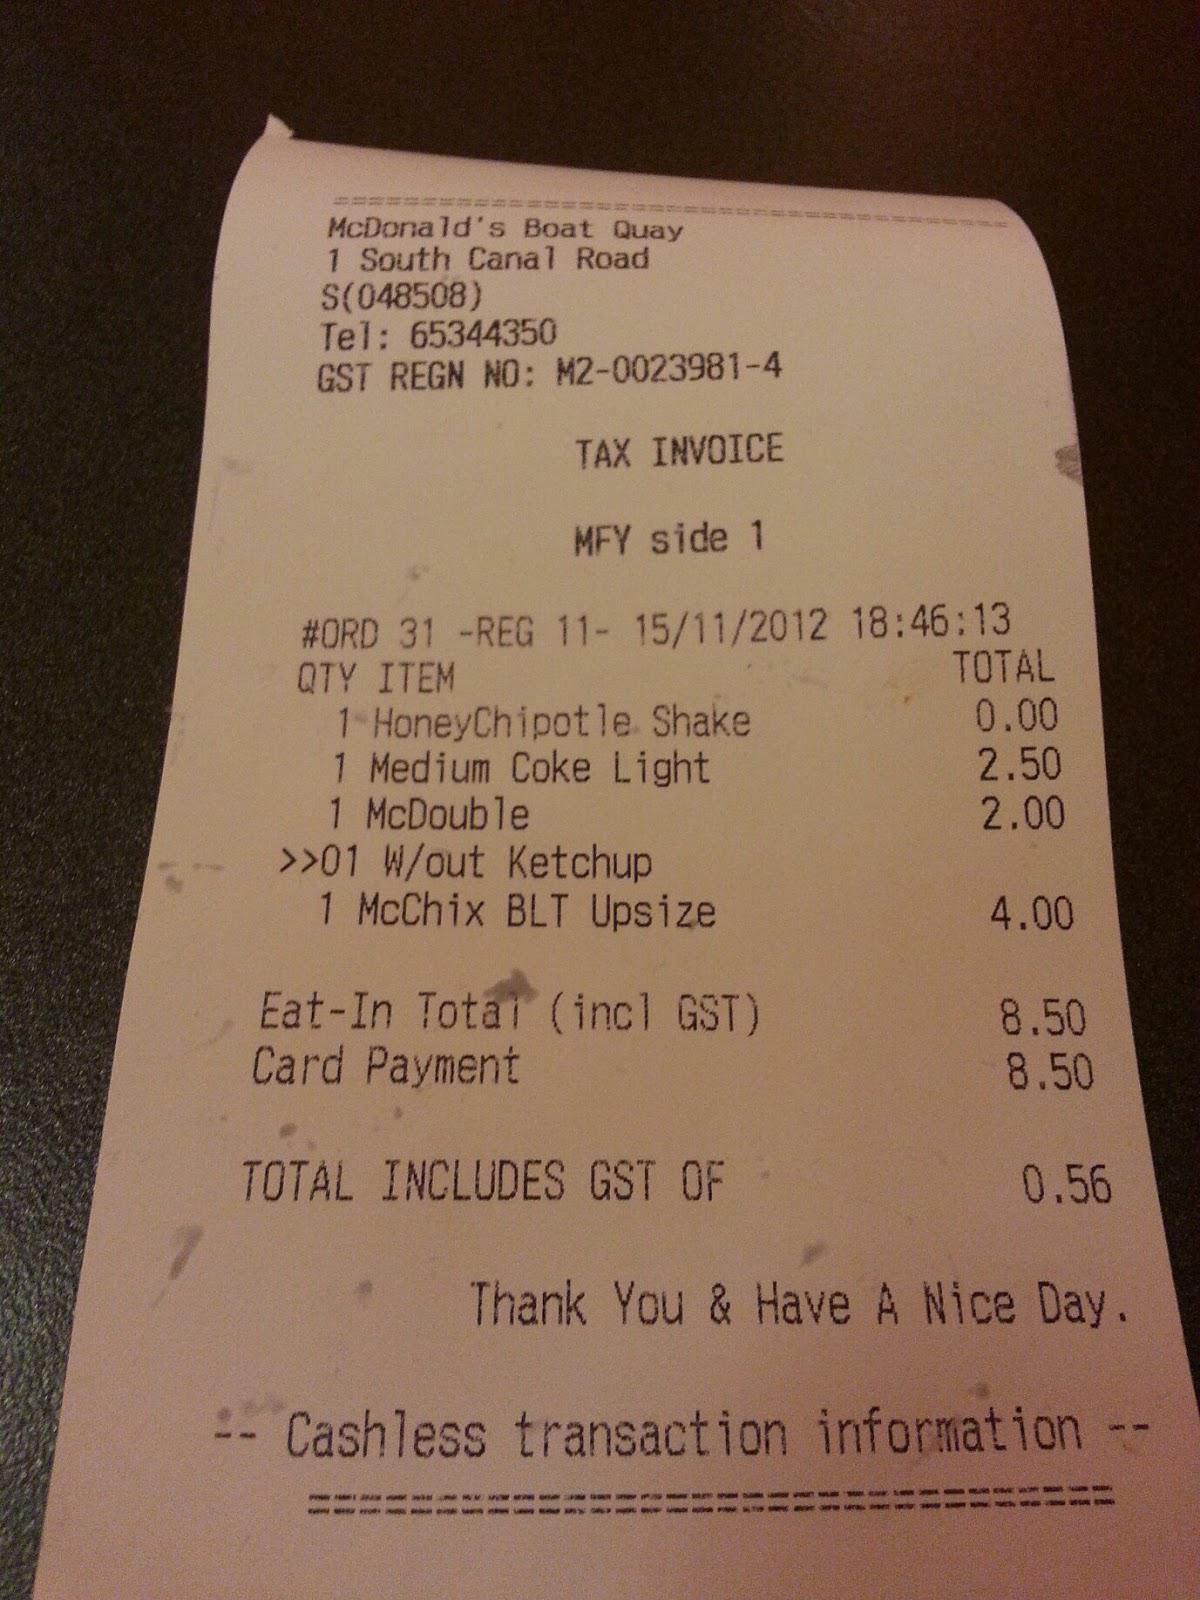 ========================================
McDonald's Boat Quay
1 South Canal Road
S(048508)
Tel: 65344350
GST REGN NO: M2-0023981-4
TAX INVOICE
MFY side 1
#ORD 31 -REG 11- 15/11/2012 18:46:13
QTY ITEM TOTAL
1 HoneyChipotle Shake 0.00
1 Medium Coke Light 2.50
1 McDouble 2.00
>>01 W/out Ketchup
1 McChix BLT Upsize 4.00
Eat-In Total (incl GST) 8.50
Card Payment 8.50
TOTAL INCLUDES GST OF 0.56
Thank You & Have A Nice Day.
-- Cashless transaction information --
========================================